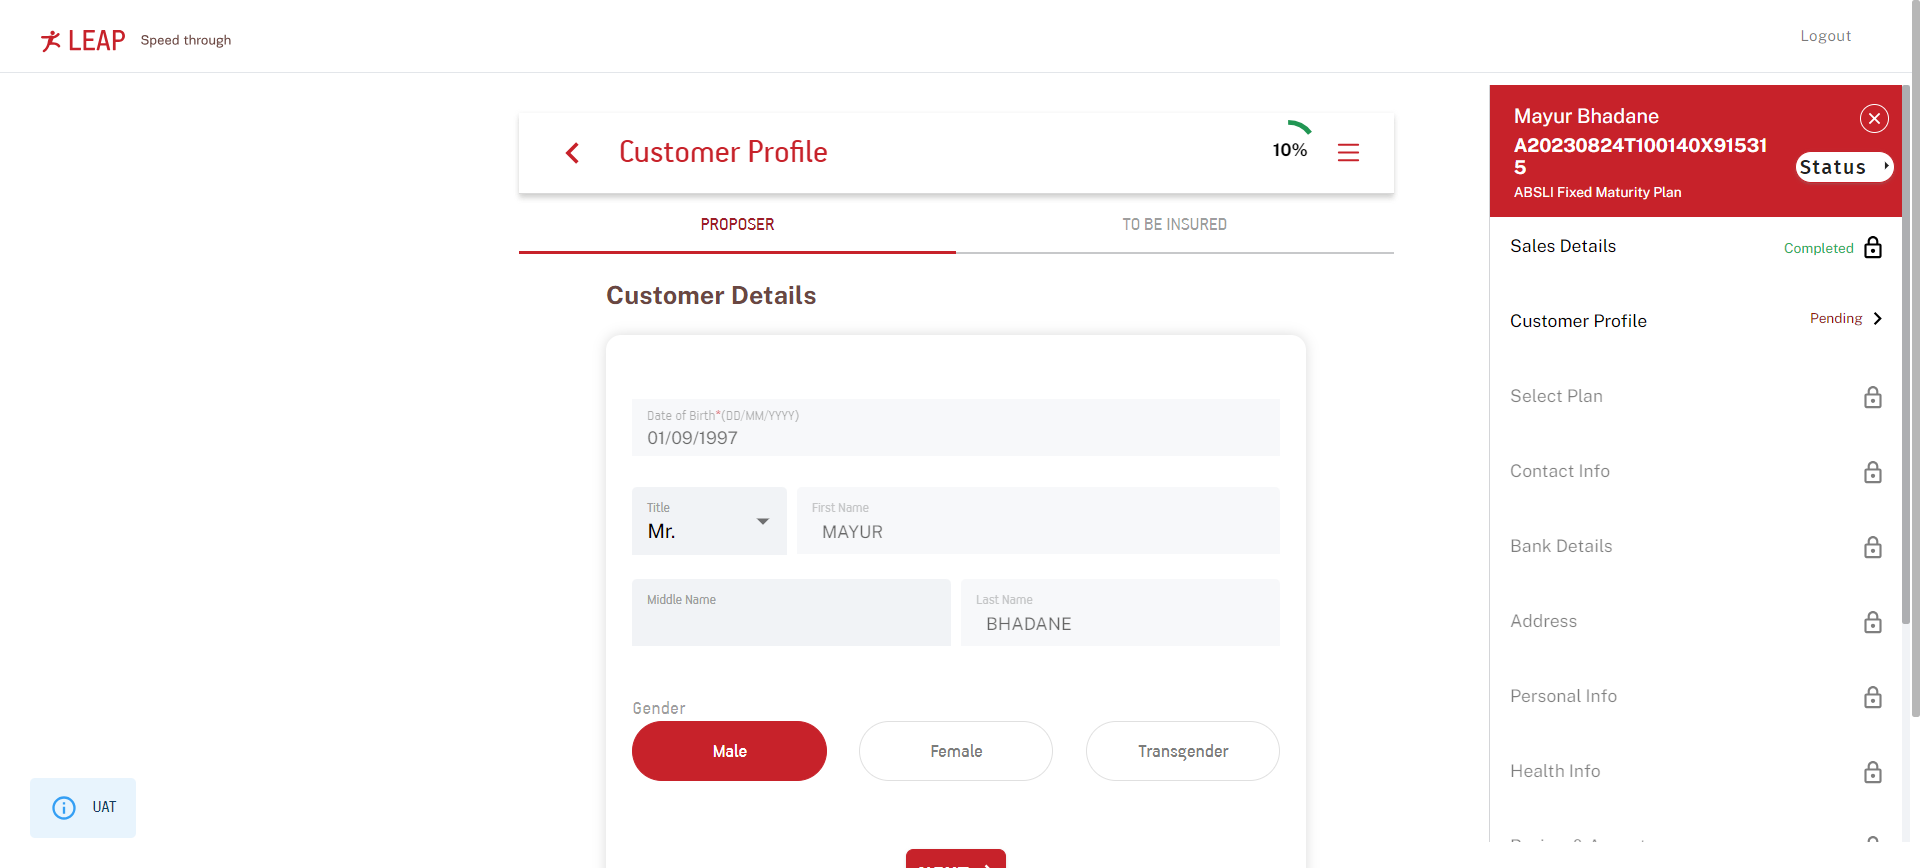 LEAP Speed through
Logout
Customer Profile
10%
PROPOSER
TO BE INSURED
Customer Details
Date of Birth*(DD/MM/YYYY)
01/09/1997
Title
Mr.
First Name
MAYUR
Middle Name
Last Name
BHADANE
Gender
Male
Female
Transgender
UAT
Mayur Bhadane
A20230824T100140X91531
5
ABSLI Fixed Maturity Plan
Status
Sales Details
Completed
Customer Profile
Pending
Select Plan
Contact Info
Bank Details
Address
Personal Info
Health Info